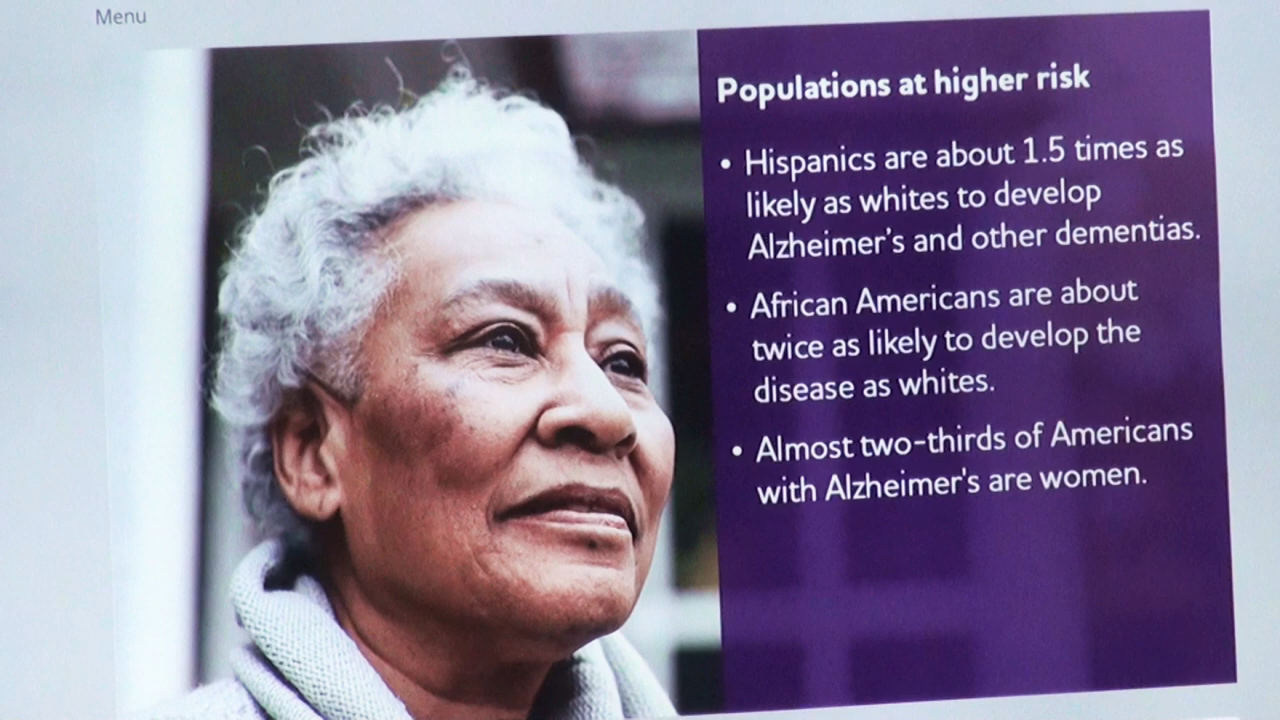 Menu
Populations at higher risk
• Hispanics are about 1.5 times as
likely as whites to develop
Alzheimer's and other dementias.
• African Americans are about
twice as likely to develop the
disease as whites.
• Almost two-thirds of Americans
with Alzheimer's are women.